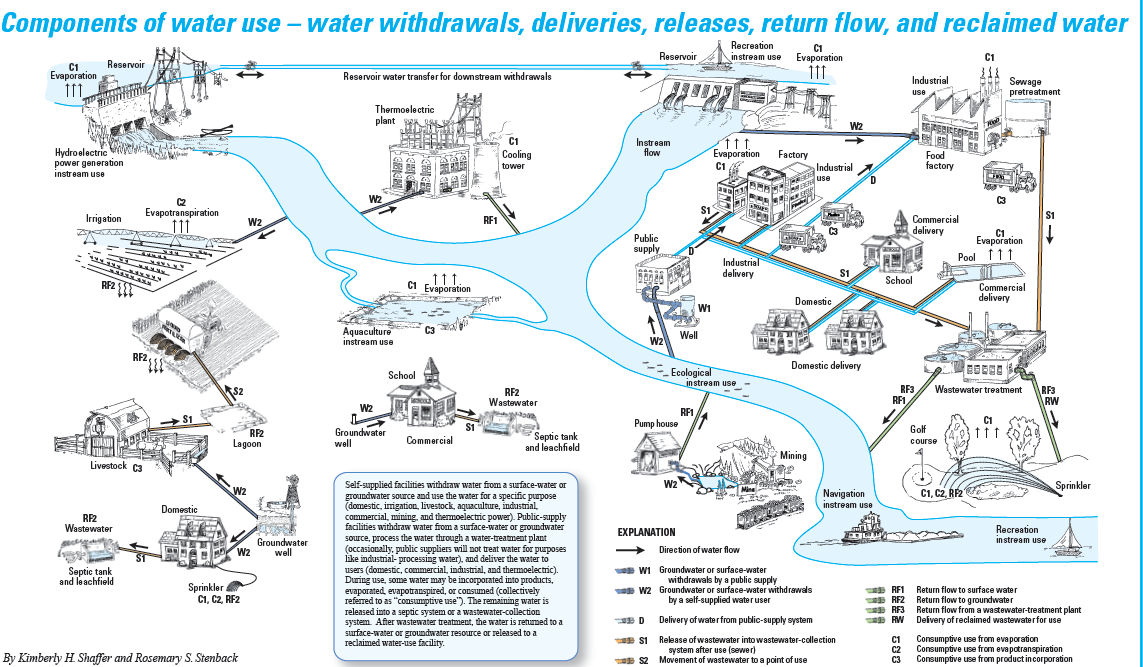 Components of water use – water withdrawals, deliveries, releases, return flow, and reclaimed water
C1
Evaporation
Reservoir
Reservoir water transfer for downstream withdrawals
Reservoir
Recreation
instream use
C1
Evaporation
Hydroelectric
power generation
instream use
Thermoelectric
plant
C1
Cooling
tower
W2
RF1
Instream
flow
W2
Industrial
use
C1
Sewage
pretreatment
FOOD
Food
factory
C3
S1
Evaporation
C1
Factory
Industrial
use
D
S1
C3
D
Industrial
delivery
Commercial
delivery
School
S1
C1
Evaporation
Pool
Commercial
delivery
Public
supply
W1
Well
W2
Domestic
Domestic delivery
Wastewater treatment
RF3
RF1
RF3
RW
Irrigation
C2
Evapotranspiration
W2
RF2
C1
Evaporation
C3
Aquaculture
instream use
RF2
S2
S1
RF2
Lagoon
Livestock
C3
W2
School
W2
Groundwater
well
Commercial
S1
RF2
Wastewater
Septic tank
and leachfield
Ecological
instream use
RF1
Pump house
W2
Mine
Mining
Golf
course
C1
C1, C2, RF2
Sprinkler
Navigation
instream use
Recreation
instream use
RF2
Wastewater
S1
Septic tank
and leachfield
Domestic
W2
Groundwater
well
Sprinkler
C1, C2, RF2
Self-supplied facilities withdraw water from a surface-water or
groundwater source and use the water for a specific purpose
(domestic, irrigation, livestock, aquaculture, industrial,
commercial, mining, and thermoelectric power). Public-supply
facilities withdraw water from a surface-water or groundwater
source, process the water through a water-treatment plant
(occasionally, public suppliers will not treat water for purposes
like industrial- processing water), and deliver the water to
users (domestic, commercial, industrial, and thermoelectric).
During use, some water may be incorporated into products,
evaporated, evapotranspired, or consumed (collectively
referred to as “consumptive use”). The remaining water is
released into a septic system or a wastewater-collection
system. After wastewater treatment, the water is returned to a
surface-water or groundwater resource or released to a
reclaimed water-use facility.
EXPLANATION
Direction of water flow
W1 Groundwater or surface-water
withdrawals by a public supply
W2 Groundwater or surface-water withdrawals
by a self-supplied water user
D Delivery of water from public-supply system
S1 Release of wastewater into wastewater-collection
system after use (sewer)
S2 Movement of wastewater to a point of use
RF1 Return flow to surface water
RF2 Return flow to groundwater
RF3 Return flow from a wastewater-treatment plant
RW Delivery of reclaimed wastewater for use
C1 Consumptive use from evaporation
C2 Consumptive use from evapotranspiration
C3 Consumptive use from product incorporation
By Kimberly H. Shaffer and Rosemary S. Stenback